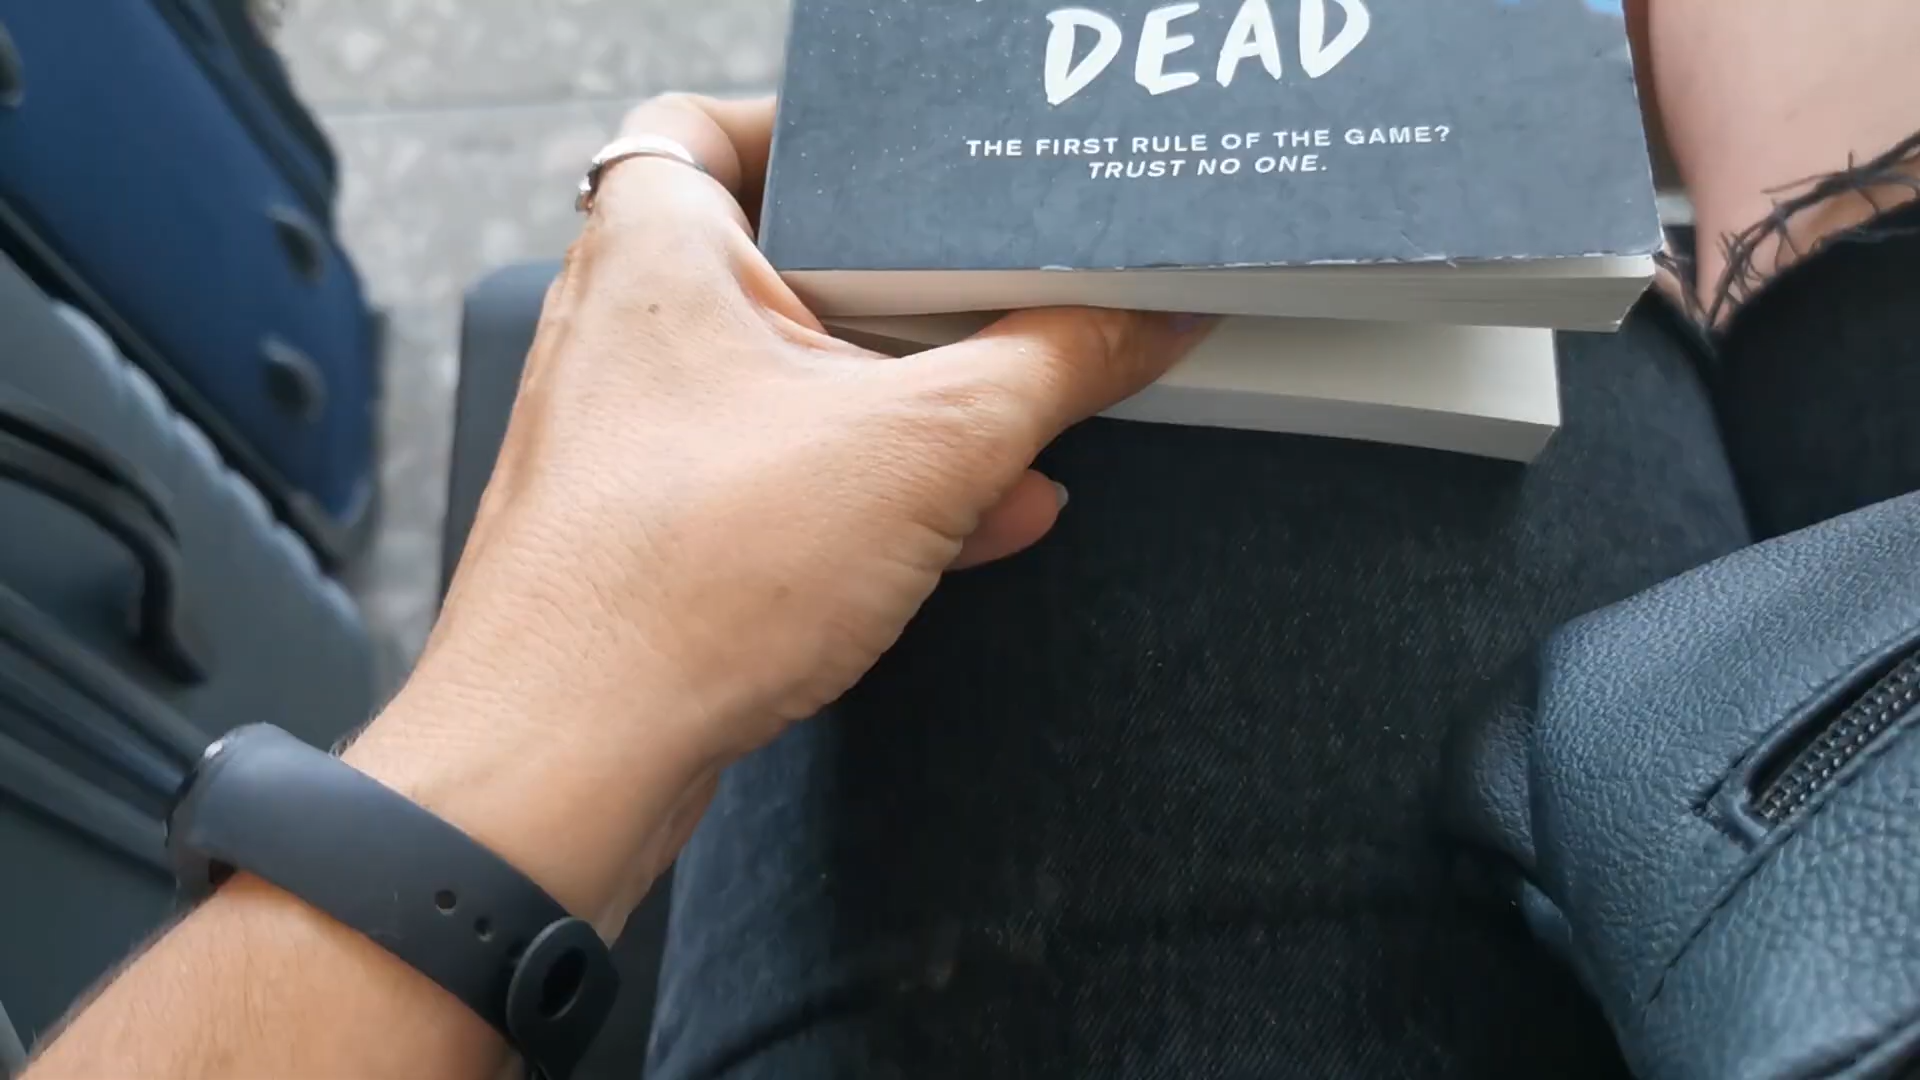 DEAD
THE FIRST RULE OF THE GAME?
TRUST NO ONE.